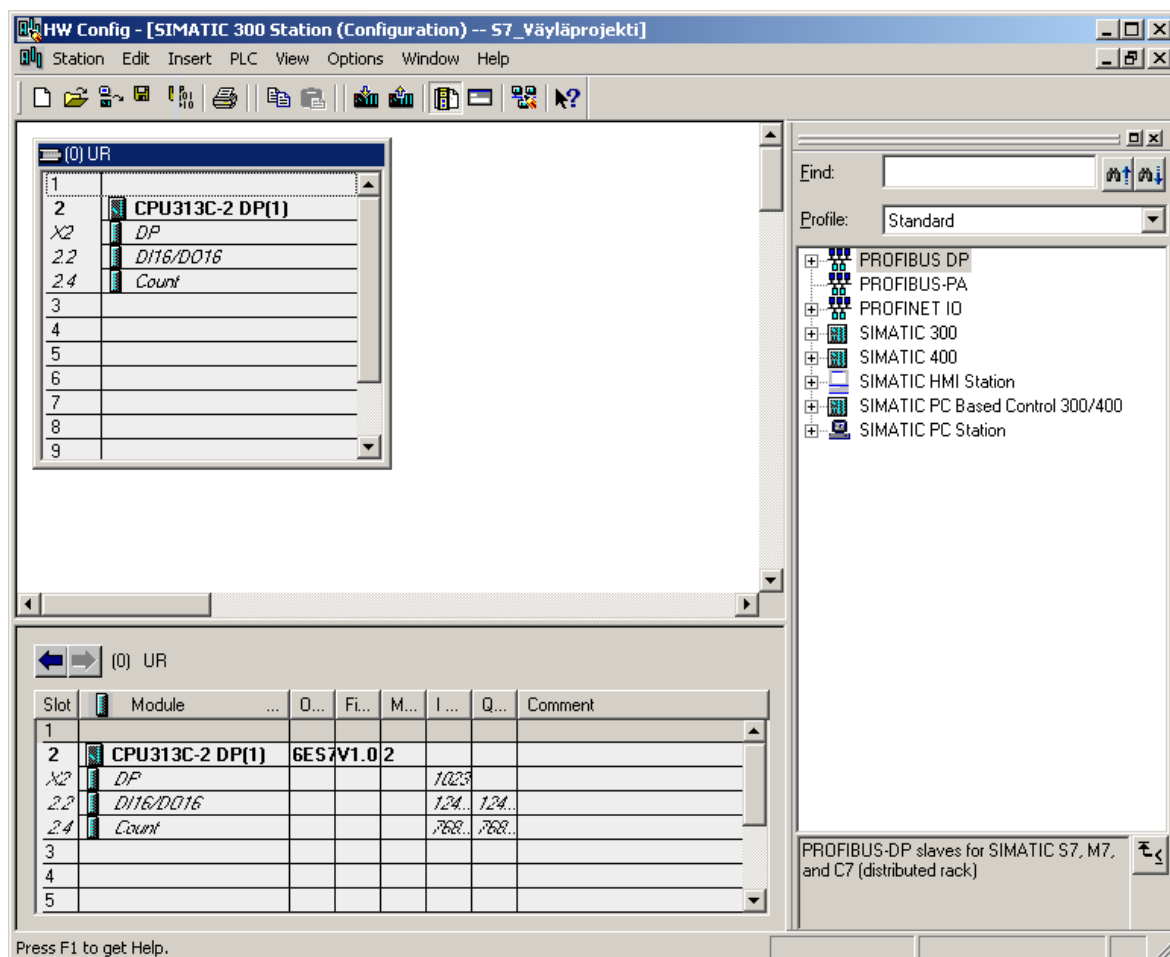 HW Config - [SIMATIC 300 Station (Configuration) -- S7_Väyläprojekti]
Station Edit Insert PLC View Options Window Help
(0) UR
1
2 CPU313C-2 DP(1)
X2 DP
2.2 DI16/DO16
2.4 Count
3
4
5
6
7
8
9
Find:
Profile: Standard
PROFIBUS DP
PROFIBUS-PA
PROFINET IO
SIMATIC 300
SIMATIC 400
SIMATIC HMI Station
SIMATIC PC Based Control 300/400
SIMATIC PC Station
(0) UR
Slot Module ... O... Fi... M... I ... Q... Comment
1
2 CPU313C-2 DP(1) 6ES7 V1.0 2
X2 DP 1023
2.2 DI16/DO16 124... 124...
2.4 Count 768... 768...
3
4
5
PROFIBUS-DP slaves for SIMATIC S7, M7,
and C7 (distributed rack)
Press F1 to get Help.